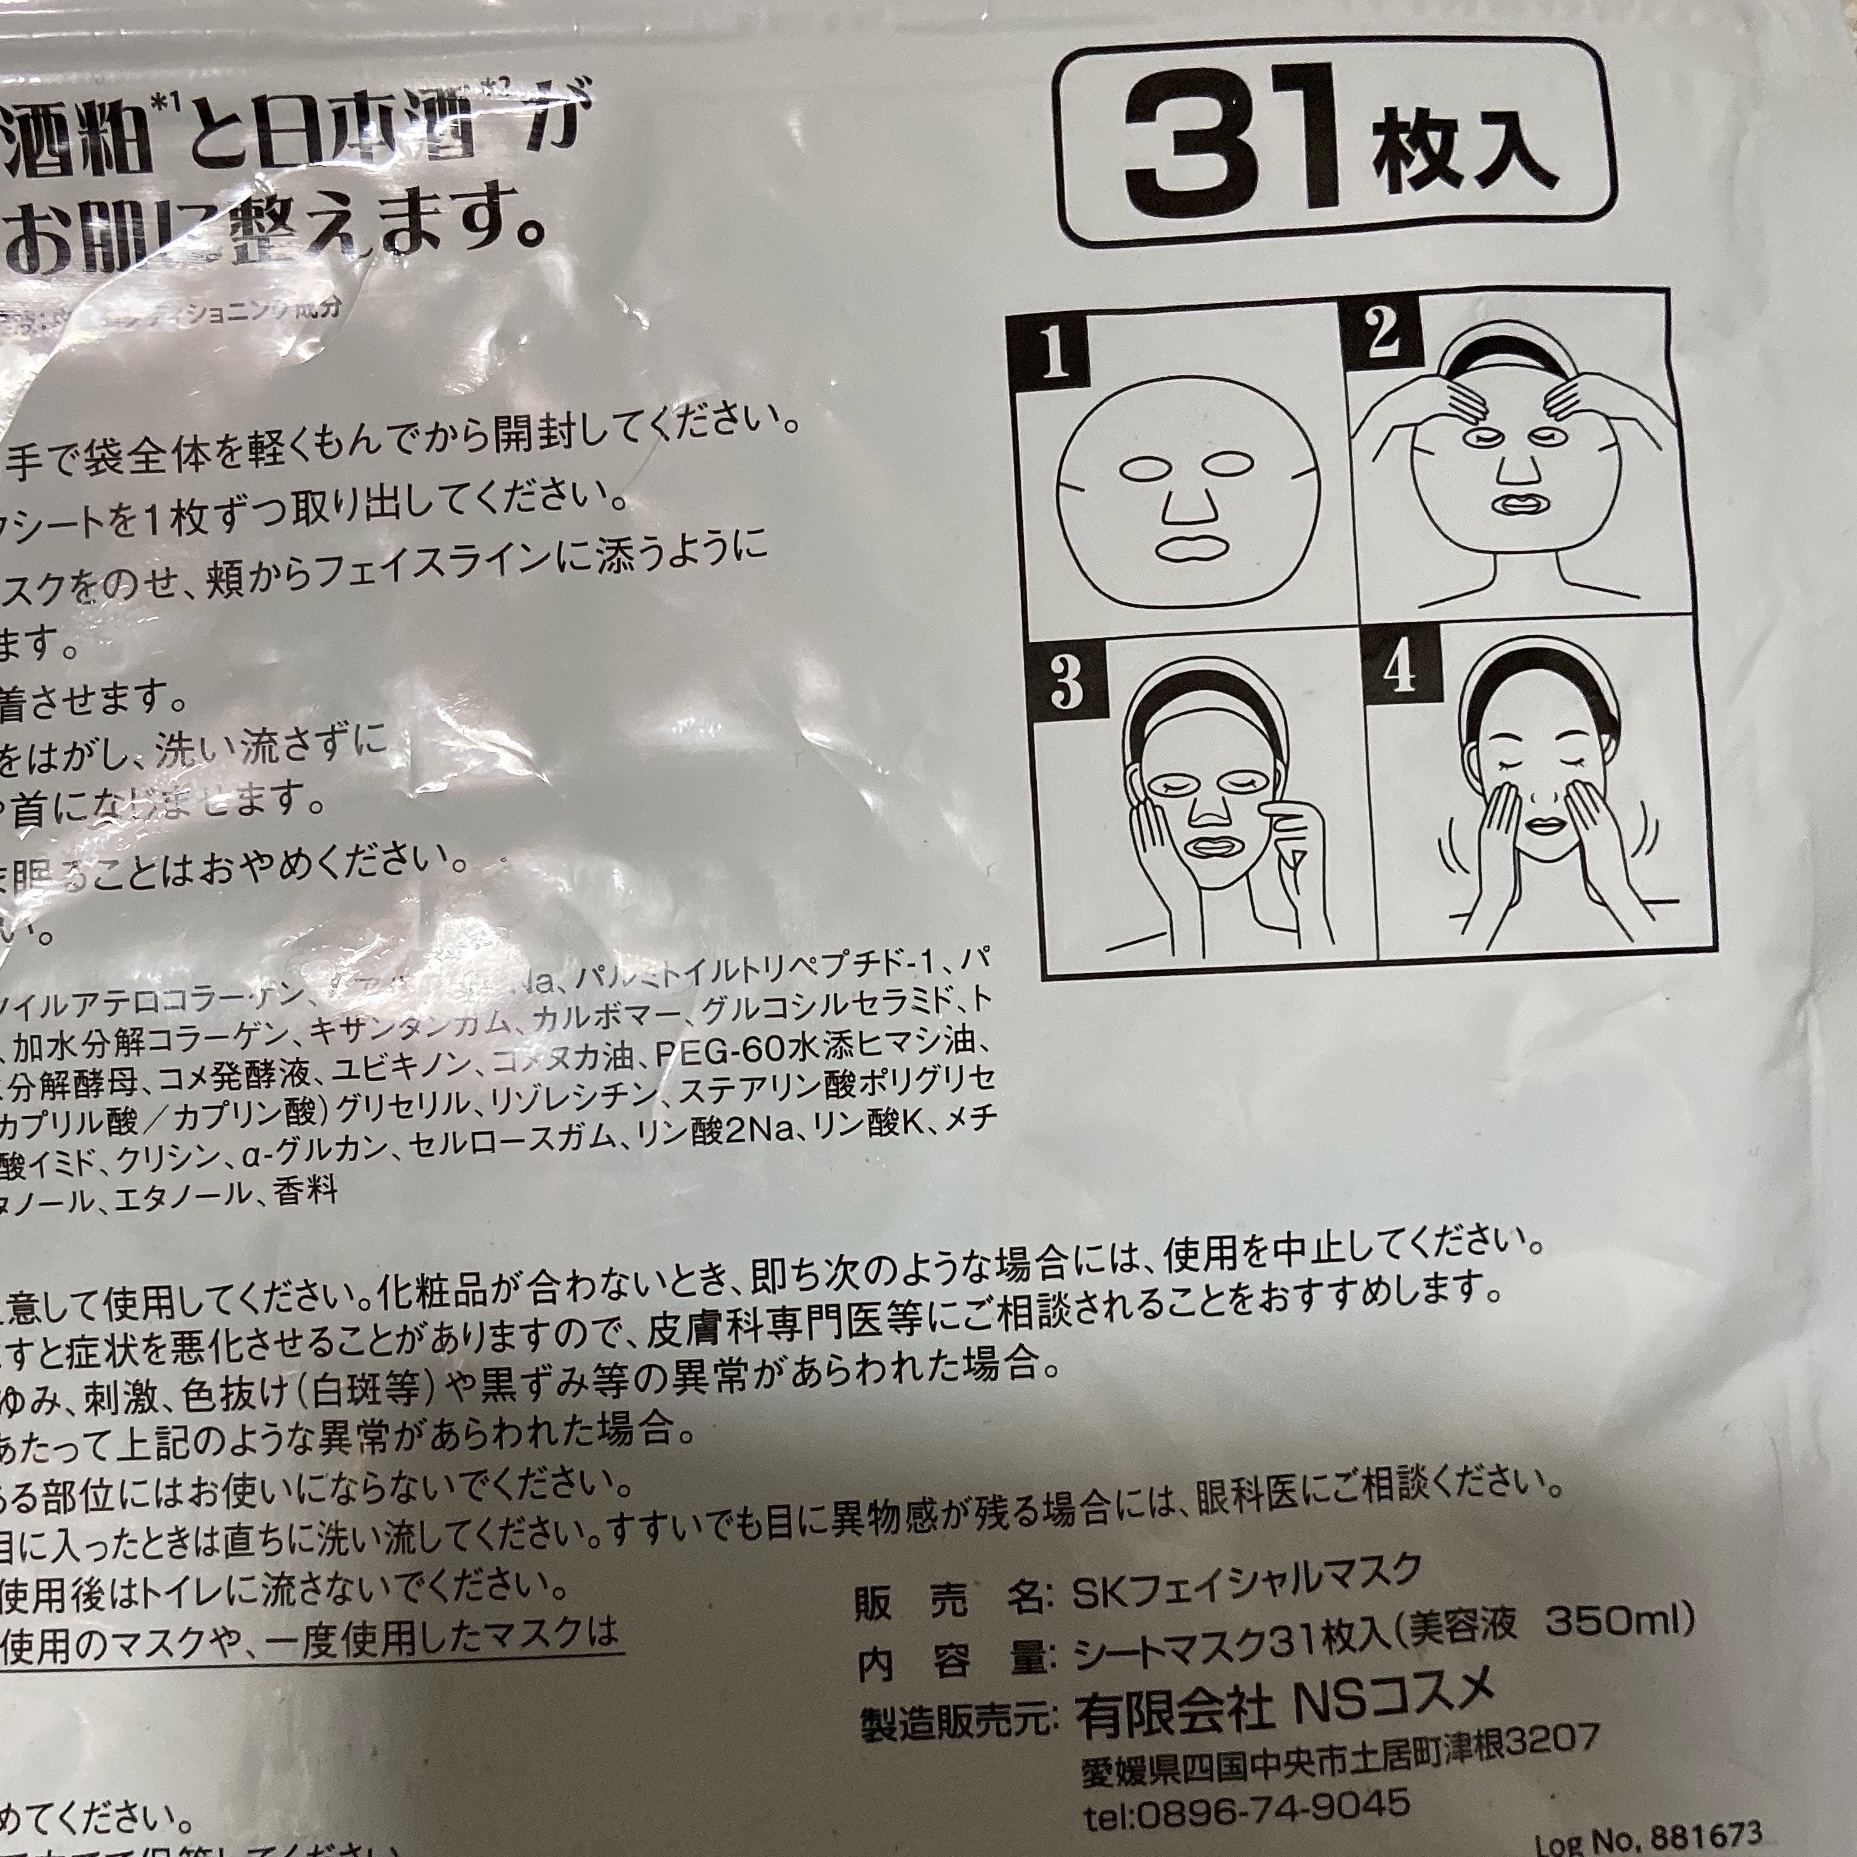 酒粕*1と日本酒*2が
お肌に整えます。
ディショニング成分
31枚入
1
2
3
4
手で袋全体を軽くもんでから開封してください。
シートを1枚ずつ取り出してください。
スクをのせ、頬からフェイスラインに添うように
ます。
着させます。
をはがし、洗い流さずに
首になじませます。
ま眠ることはおやめください。
い。
ソイルアテロコラーゲン、 Na、パルミトイルトリペプチド-1、パ
、加水分解コラーゲン、キサンタンガム、カルボマー、グルコシルセラミド、ト
分解酵母、コメ発酵液、ユビキノン、コメヌカ油、PEG-60水添ヒマシ油、
カプリル酸／カプリン酸)グリセリル、リゾレシチン、ステアリン酸ポリグリセ
酸イミド、クリシン、α-グルカン、セルロースガム、リン酸2Na、リン酸K、メチ
タノール、エタノール、香料
意して使用してください。化粧品が合わないとき、即ち次のような場合には、使用を中止してください。
すと症状を悪化させることがありますので、皮膚科専門医等にご相談されることをおすすめします。
ゆみ、刺激、色抜け(白斑等)や黒ずみ等の異常があらわれた場合。
あたって上記のような異常があらわれた場合。
ある部位にはお使いにならないでください。
目に入ったときは直ちに洗い流してください。すすいでも目に異物感が残る場合には、眼科医にご相談ください。
使用後はトイレに流さないでください。
使用のマスクや、一度使用したマスクは
販売名: SKフェイシャルマスク
内容量: シートマスク31枚入(美容液 350ml)
製造販売元: 有限会社 NSコスメ
愛媛県四国中央市土居町津根3207
tel:0896-74-9045
めてください。
Log No, 881673